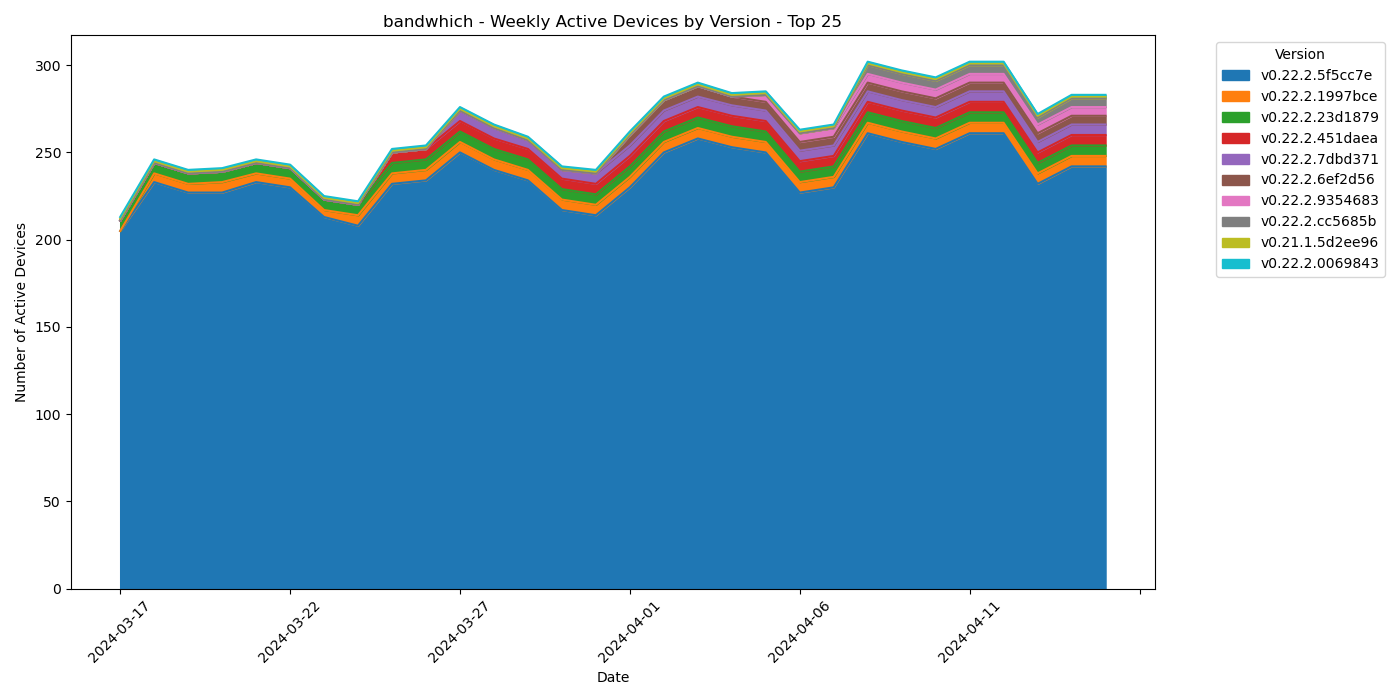 bandwhich - Weekly Active Devices by Version - Top 25
Number of Active Devices
300
250
200
150
100
50
0
2024-03-17
2024-03-22
2024-03-27
2024-04-01
2024-04-06
2024-04-11
Date
Version
v0.22.2.5f5cc7e
v0.22.2.1997bce
v0.22.2.23d1879
v0.22.2.451daea
v0.22.2.7dbd371
v0.22.2.6ef2d56
v0.22.2.9354683
v0.22.2.cc5685b
v0.21.1.5d2ee96
v0.22.2.0069843